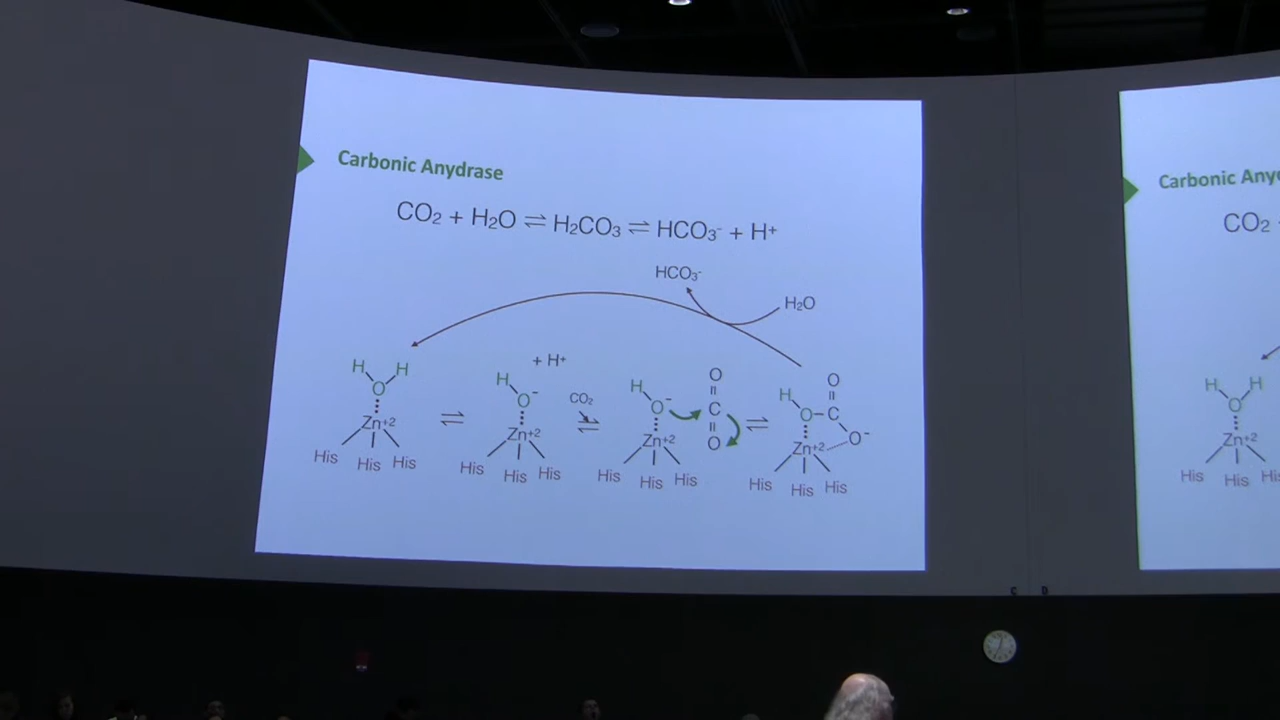 Carbonic Anydrase
CO₂ + H₂O ⇌ H₂CO₃ ⇌ HCO₃⁻ + H⁺
HCO₃⁻
H₂O
H H O Zn+2 His His His
⇌
+ H⁺
H O⁻ Zn+2 His His His
CO₂
⇌
H O⁻ Zn+2 His His His
O = C = O
⇌
H O–C O O⁻ Zn+2 His His His
Carbonic Any
CO₂
H H O Zn+2
His His Hi
C D